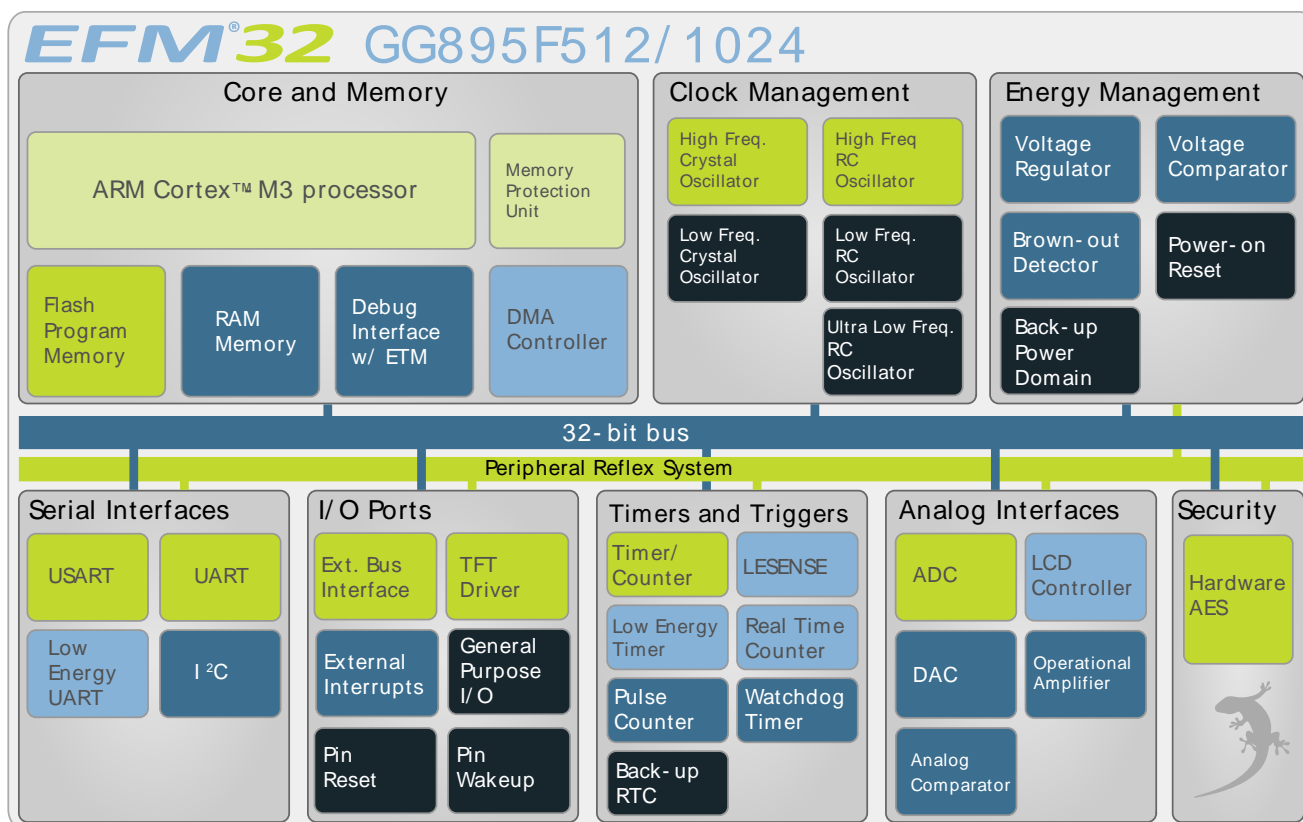 EFM®32 GG895F512/1024
Core and Memory
ARM Cortex™ M3 processor
Memory
Protection
Unit
Flash
Program
Memory
RAM
Memory
Debug
Interface
w/ ETM
DMA
Controller
Clock Management
High Freq.
Crystal
Oscillator
High Freq
RC
Oscillator
Low Freq.
Crystal
Oscillator
Low Freq.
RC
Oscillator
Ultra Low Freq.
RC
Oscillator
Energy Management
Voltage
Regulator
Voltage
Comparator
Brown-out
Detector
Power-on
Reset
Back-up
Power
Domain
32-bit bus
Peripheral Reflex System
Serial Interfaces
USART
UART
Low
Energy
UART
I²C
I/O Ports
Ext. Bus
Interface
TFT
Driver
External
Interrupts
General
Purpose
I/O
Pin
Reset
Pin
Wakeup
Timers and Triggers
Timer/
Counter
LESENSE
Low Energy
Timer
Real Time
Counter
Pulse
Counter
Watchdog
Timer
Back-up
RTC
Analog Interfaces
ADC
LCD
Controller
DAC
Operational
Amplifier
Analog
Comparator
Security
Hardware
AES